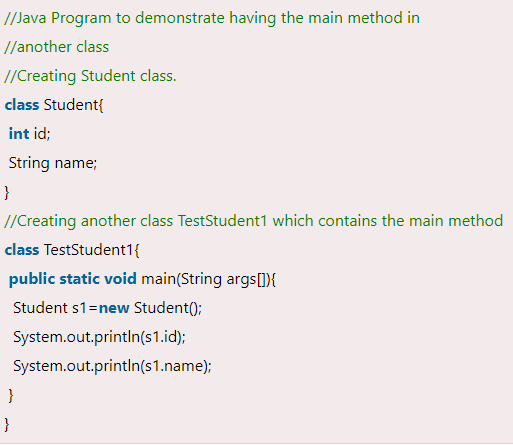 //Java Program to demonstrate having the main method in
//another class
//Creating Student class.
class Student{
 int id;
 String name;
}
//Creating another class TestStudent1 which contains the main method
class TestStudent1{
 public static void main(String args[]){
  Student s1=new Student();
  System.out.println(s1.id);
  System.out.println(s1.name);
 }
}